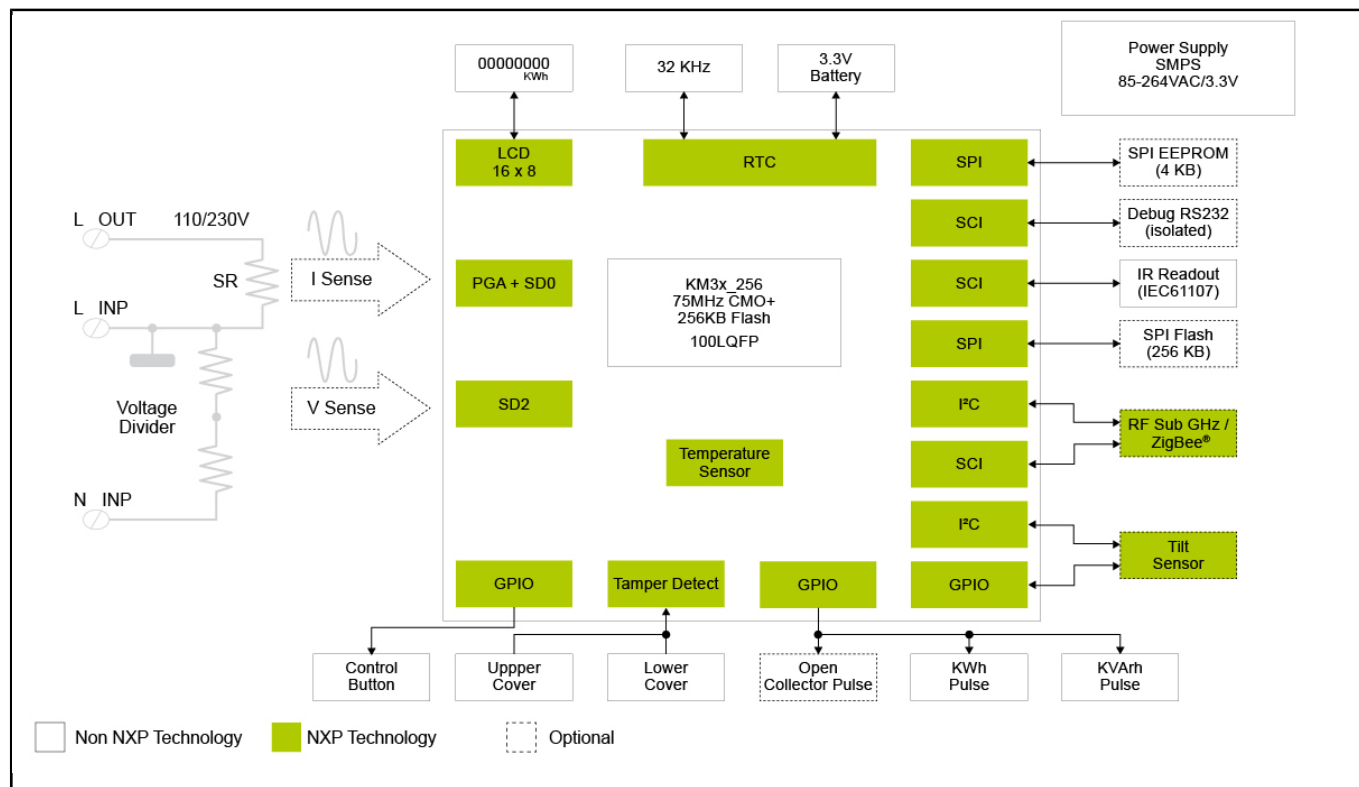 00000000
KWh
32 KHz
3.3V
Battery
Power Supply
SMPS
85-264VAC/3.3V
LCD
16 x 8
RTC
SPI
SPI EEPROM
(4 KB)
L OUT
110/230V
SCI
Debug RS232
(isolated)
SR
I Sense
PGA + SD0
KM3x_256
75MHz CMO+
256KB Flash
100LQFP
SCI
IR Readout
(IEC61107)
L INP
SPI
SPI Flash
(256 KB)
Voltage
Divider
V Sense
SD2
I²C
RF Sub GHz /
ZigBee®
Temperature
Sensor
SCI
N INP
I²C
Tilt
Sensor
GPIO
Tamper Detect
GPIO
GPIO
Control
Button
Uppper
Cover
Lower
Cover
Open
Collector Pulse
KWh
Pulse
KVArh
Pulse
Non NXP Technology
NXP Technology
Optional